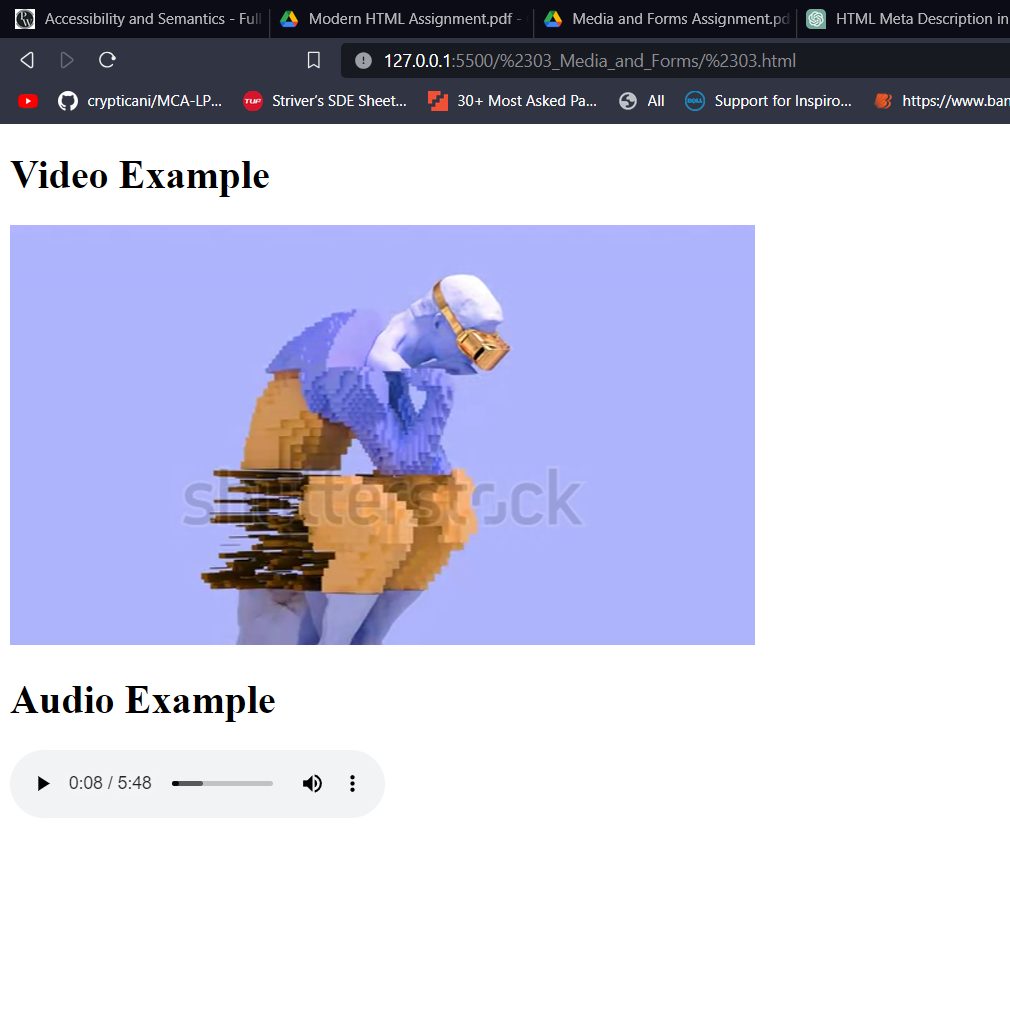 Accessibility and Semantics - Full
Modern HTML Assignment.pdf -
Media and Forms Assignment.pd
HTML Meta Description in
127.0.0.1:5500/%2303_Media_and_Forms/%2303.html
crypticani/MCA-LP...
TUF
Striver's SDE Sheet...
30+ Most Asked Pa...
All
DELL
Support for Inspiro...
https://www.ban
Video Example
shutterstock
Audio Example
0:08 / 5:48